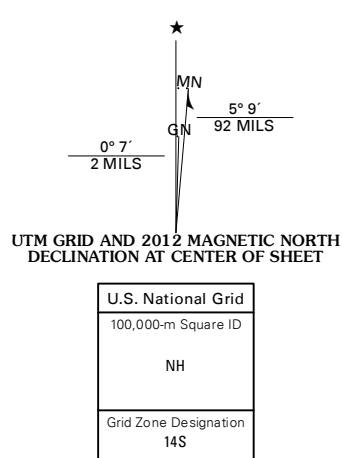 ★
MN
5° 9´
92 MILS
GN
0° 7´
2 MILS
UTM GRID AND 2012 MAGNETIC NORTH
DECLINATION AT CENTER OF SHEET
U.S. National Grid
100,000-m Square ID
NH
Grid Zone Designation
14S